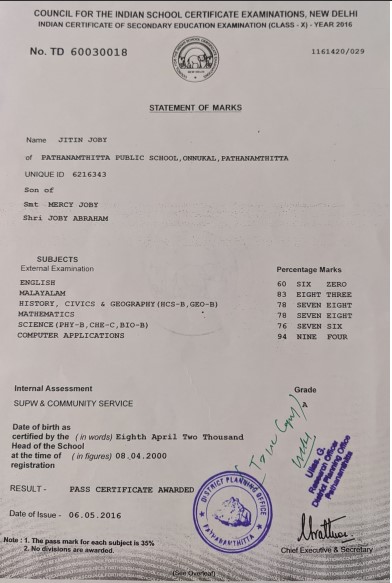 COUNCIL FOR THE INDIAN SCHOOL CERTIFICATE EXAMINATIONS, NEW DELHI
INDIAN CERTIFICATE OF SECONDARY EDUCATION EXAMINATION (CLASS - X) - YEAR 2016
No. TD 60030018 1161420/029
STATEMENT OF MARKS
Name JITIN JOBY
of PATHANAMTHITTA PUBLIC SCHOOL,ONNUKAL,PATHANAMTHITTA
UNIQUE ID 6216343
Son of
Smt MERCY JOBY
Shri JOBY ABRAHAM
SUBJECTS
External Examination Percentage Marks
ENGLISH 60 SIX ZERO
MALAYALAM 83 EIGHT THREE
HISTORY, CIVICS & GEOGRAPHY(HCS-B,GEO-B) 78 SEVEN EIGHT
MATHEMATICS 78 SEVEN EIGHT
SCIENCE(PHY-B,CHE-C,BIO-B) 76 SEVEN SIX
COMPUTER APPLICATIONS 94 NINE FOUR
Internal Assessment Grade
SUPW & COMMUNITY SERVICE A
Date of birth as
certified by the (in words) Eighth April Two Thousand
Head of the School
at the time of (in figures) 08.04.2000
registration
True Copy
Research Officer
District Planning Office
Pathanamthitta
RESULT - PASS CERTIFICATE AWARDED
DISTRICT PLANNING OFFICE
PATHANAMTHITTA
Date of Issue - 06.05.2016
Note : 1. The pass mark for each subject is 35%
2. No divisions are awarded.
Chief Executive & Secretary
(See Overleaf)